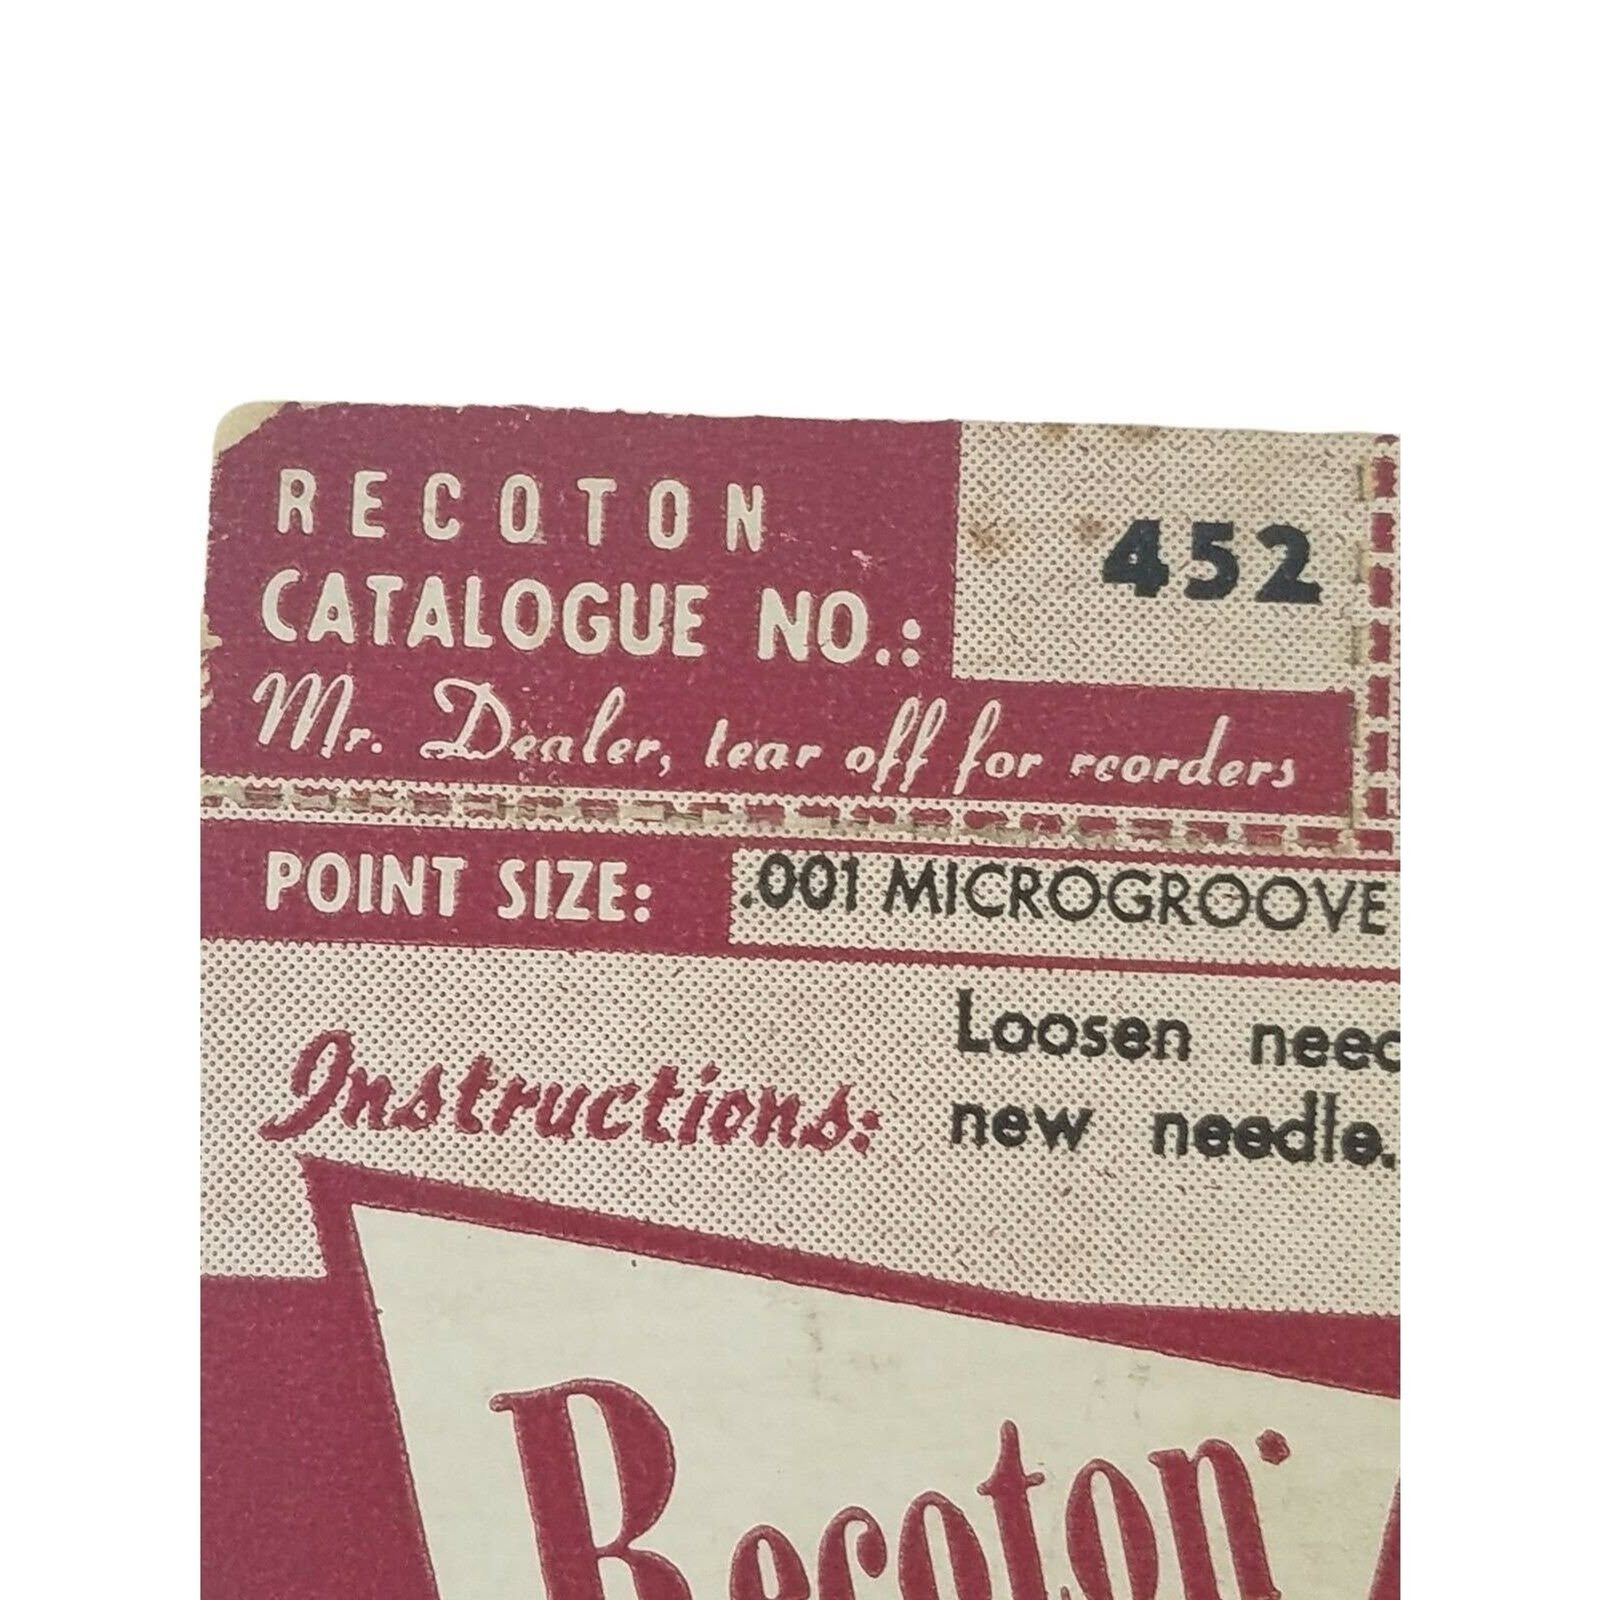 RECOTON
CATALOGUE NO.: 452
Mr. Dealer, tear off for reorders
POINT SIZE: .001 MICROGROOVE
Instructions: Loosen
new needle.
Recoton